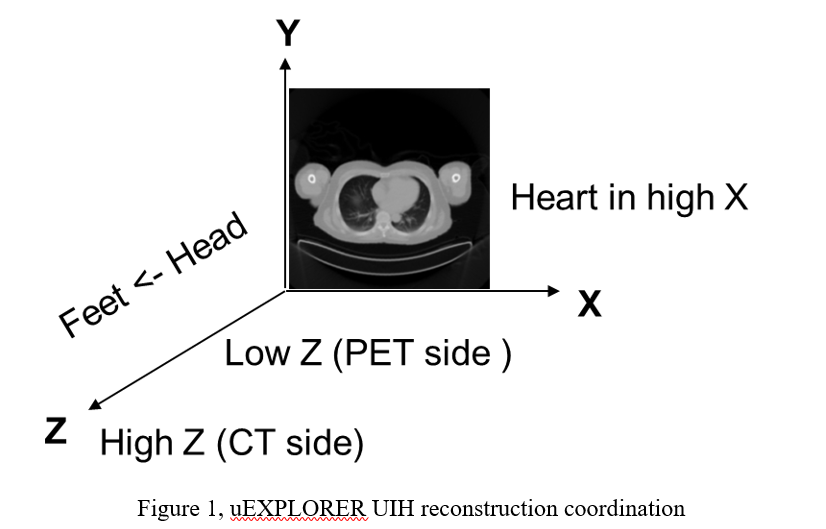 Y
Heart in high X
Feet <- Head
X
Low Z (PET side )
Z
High Z (CT side)
Figure 1, uEXPLORER UIH reconstruction coordination